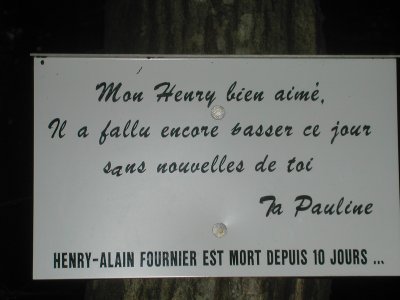 Mon Henry bien aimé,
Il a fallu encore passer ce jour
sans nouvelles de toi
Ta Pauline
HENRY-ALAIN FOURNIER EST MORT DEPUIS 10 JOURS ...